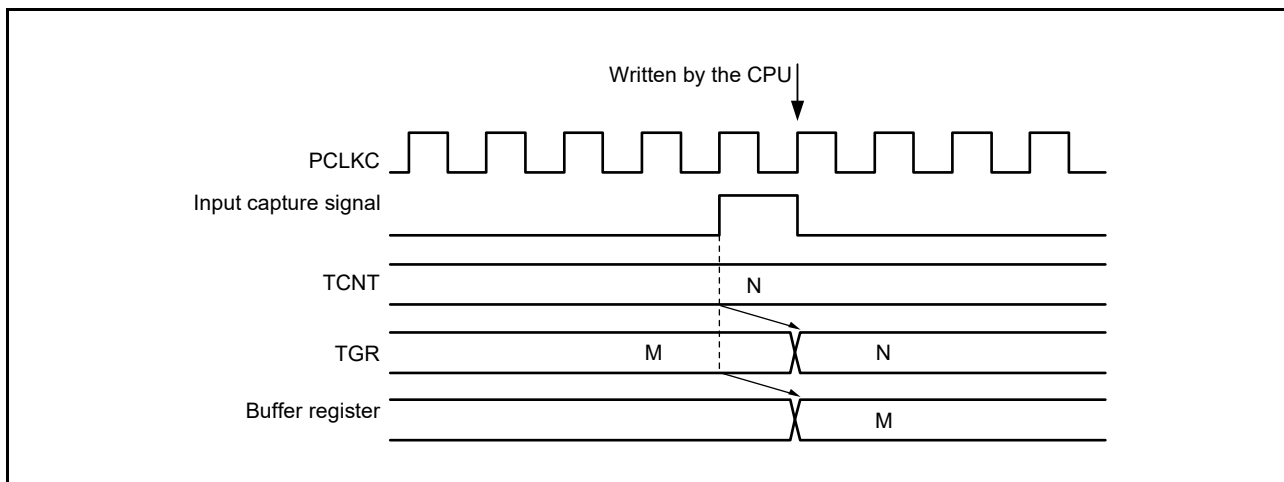 Written by the CPU
PCLKC
Input capture signal
TCNT
N
TGR
M
N
Buffer register
M